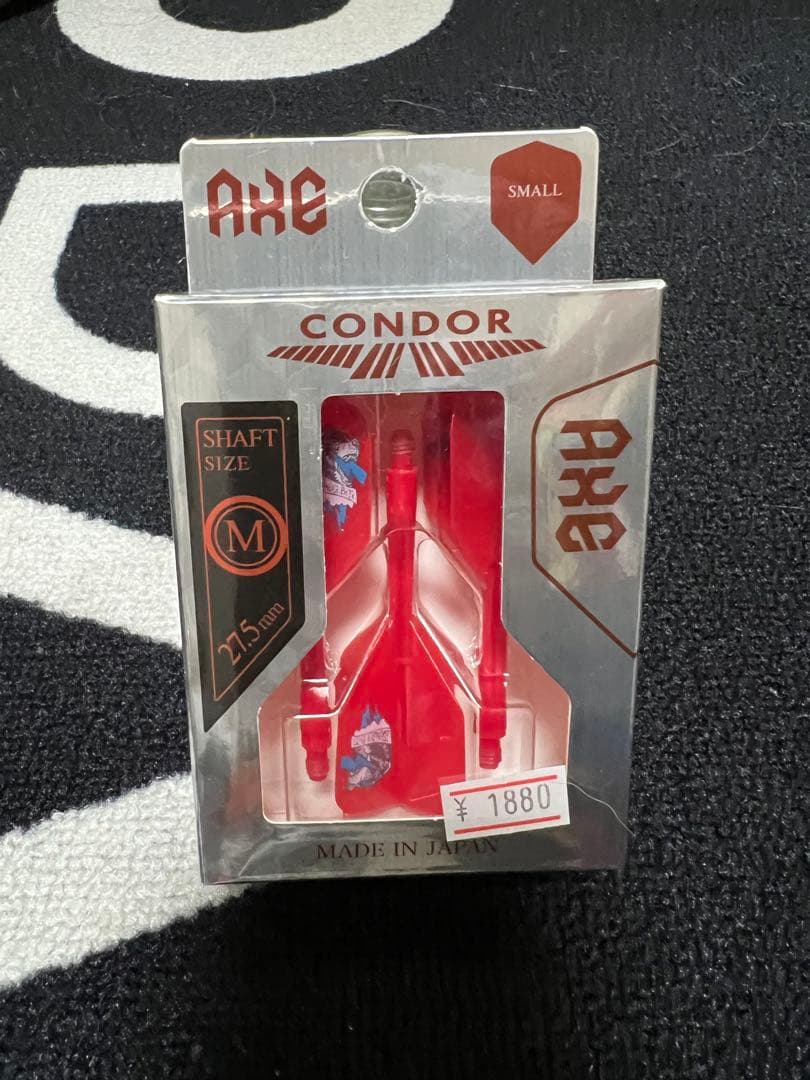 AXE
SMALL
CONDOR
SHAFT
SIZE
M
27.5mm
AXE
¥ 1880
MADE IN JAPAN